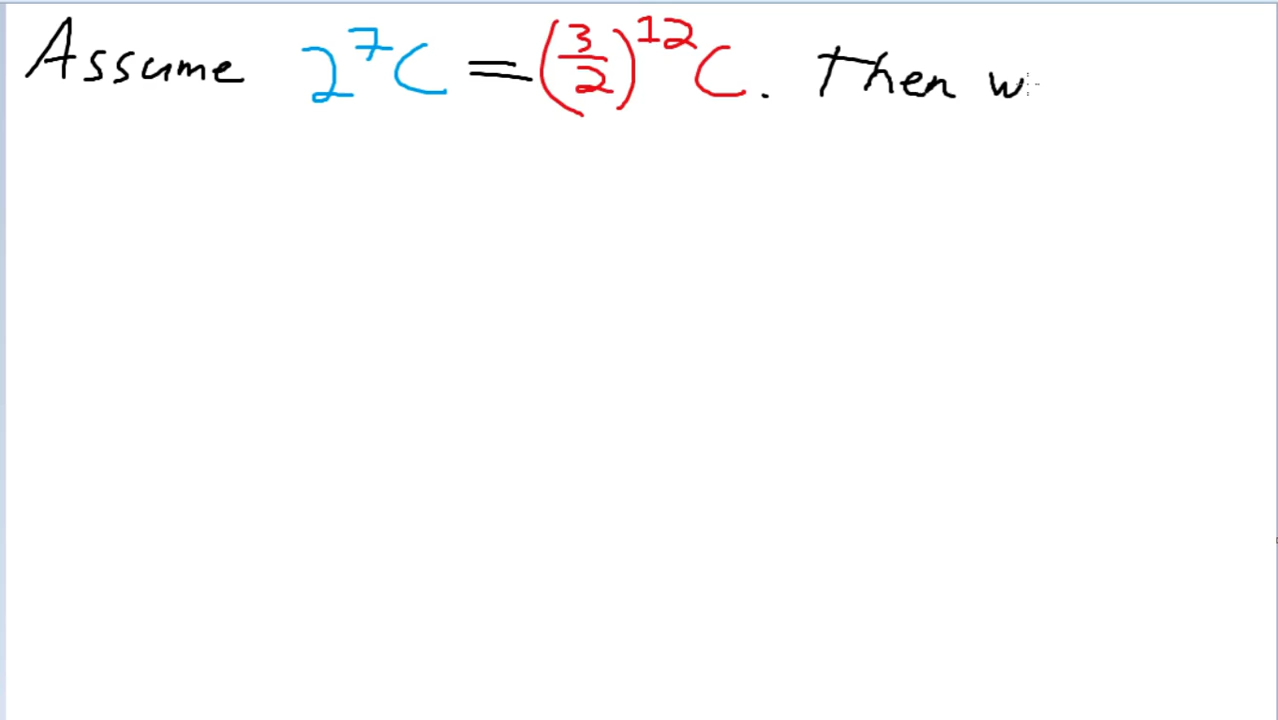 Assume 2^7 C = (3/2)^12 C. Then w